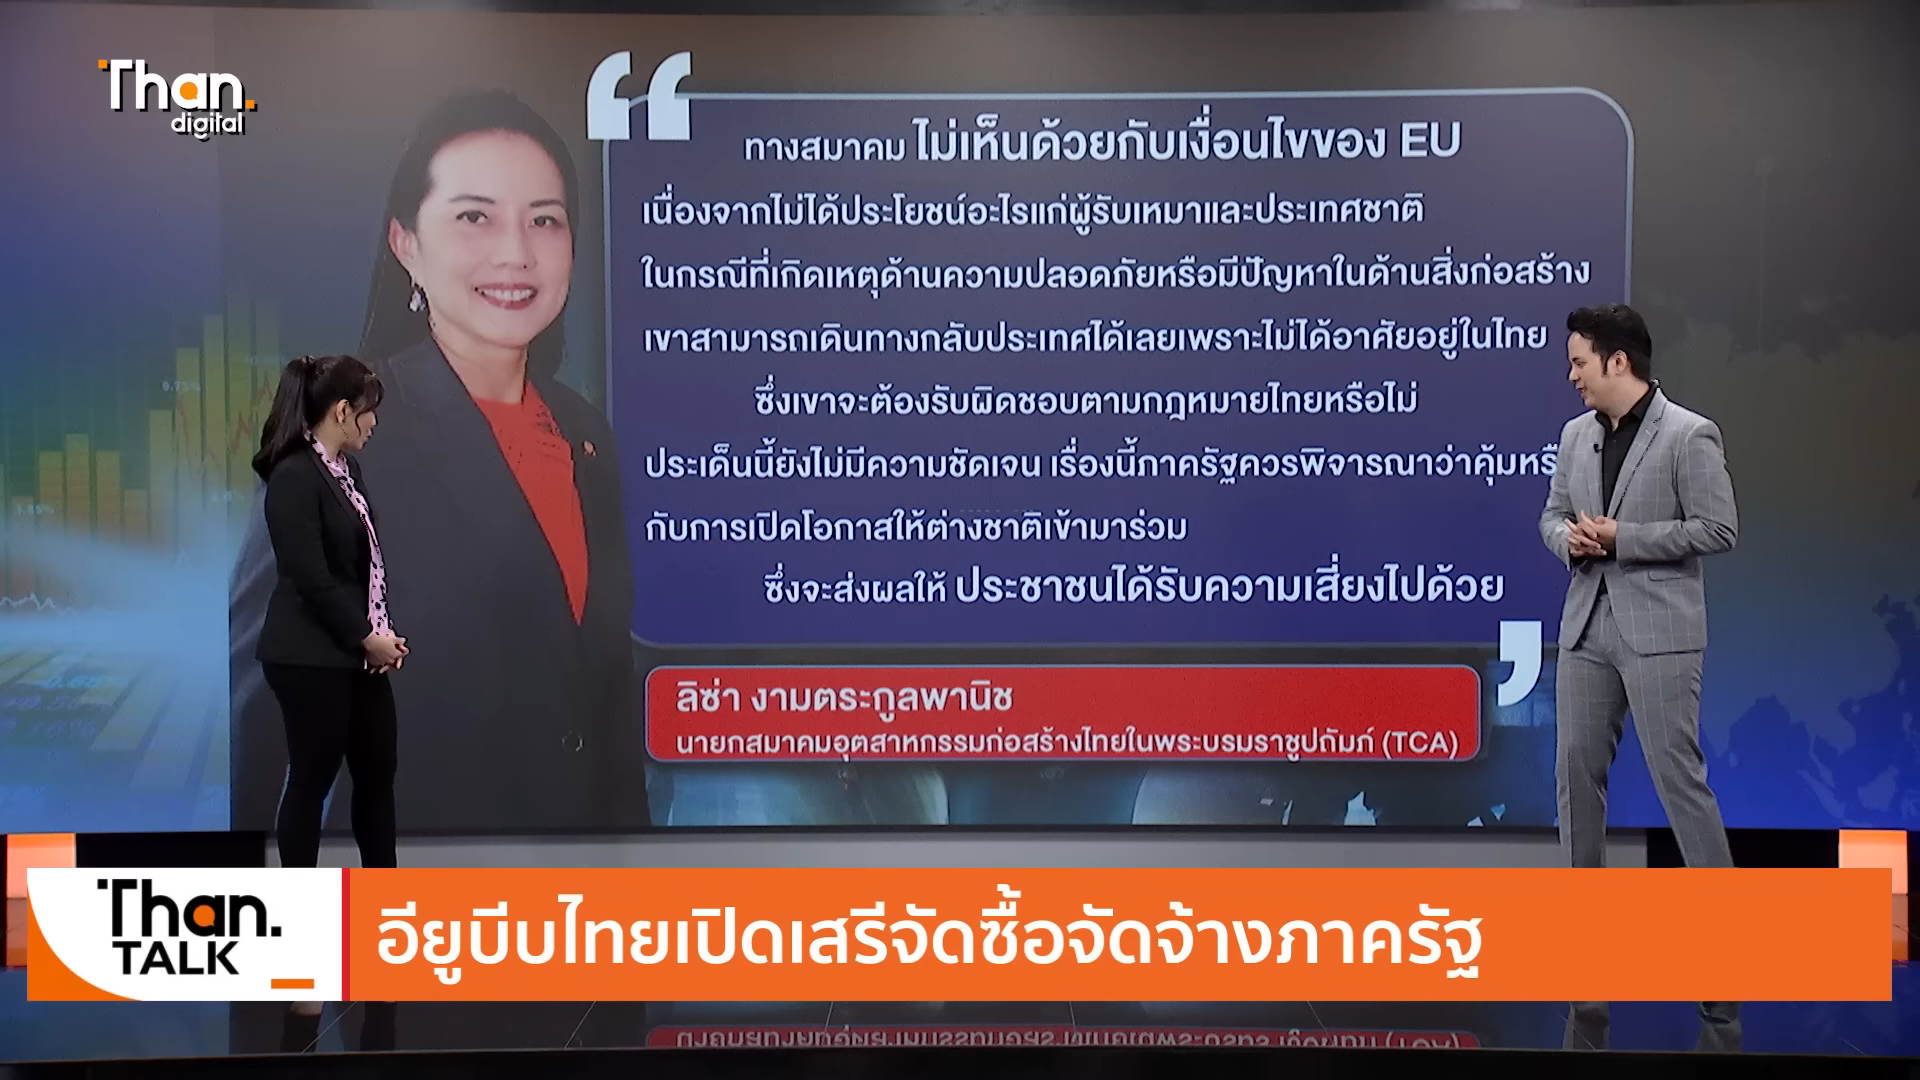 Than.
digital
ทางสมาคม ไม่เห็นด้วยกับเงื่อนไขของ EU
เนื่องจากไม่ได้ประโยชน์อะไรแก่ผู้รับเหมาและประเทศชาติ
ในกรณีที่เกิดเหตุด้านความปลอดภัยหรือมีปัญหาในด้านสิ่งก่อสร้าง
เขาสามารถเดินทางกลับประเทศได้เลยเพราะไม่ได้อาศัยอยู่ในไทย
ซึ่งเขาจะต้องรับผิดชอบตามกฎหมายไทยหรือไม่
ประเด็นนี้ยังไม่มีความชัดเจน เรื่องนี้ภาครัฐควรพิจารณาว่าคุ้มหรื
กับการเปิดโอกาสให้ต่างชาติเข้ามาร่วม
ซึ่งจะส่งผลให้ ประชาชนได้รับความเสี่ยงไปด้วย
ลิซ่า งามตระกูลพานิช
นายกสมาคมอุตสาหกรรมก่อสร้างไทยในพระบรมราชูปถัมภ์ (TCA)
Than.
TALK
อียูบีบไทยเปิดเสรีจัดซื้อจัดจ้างภาครัฐ